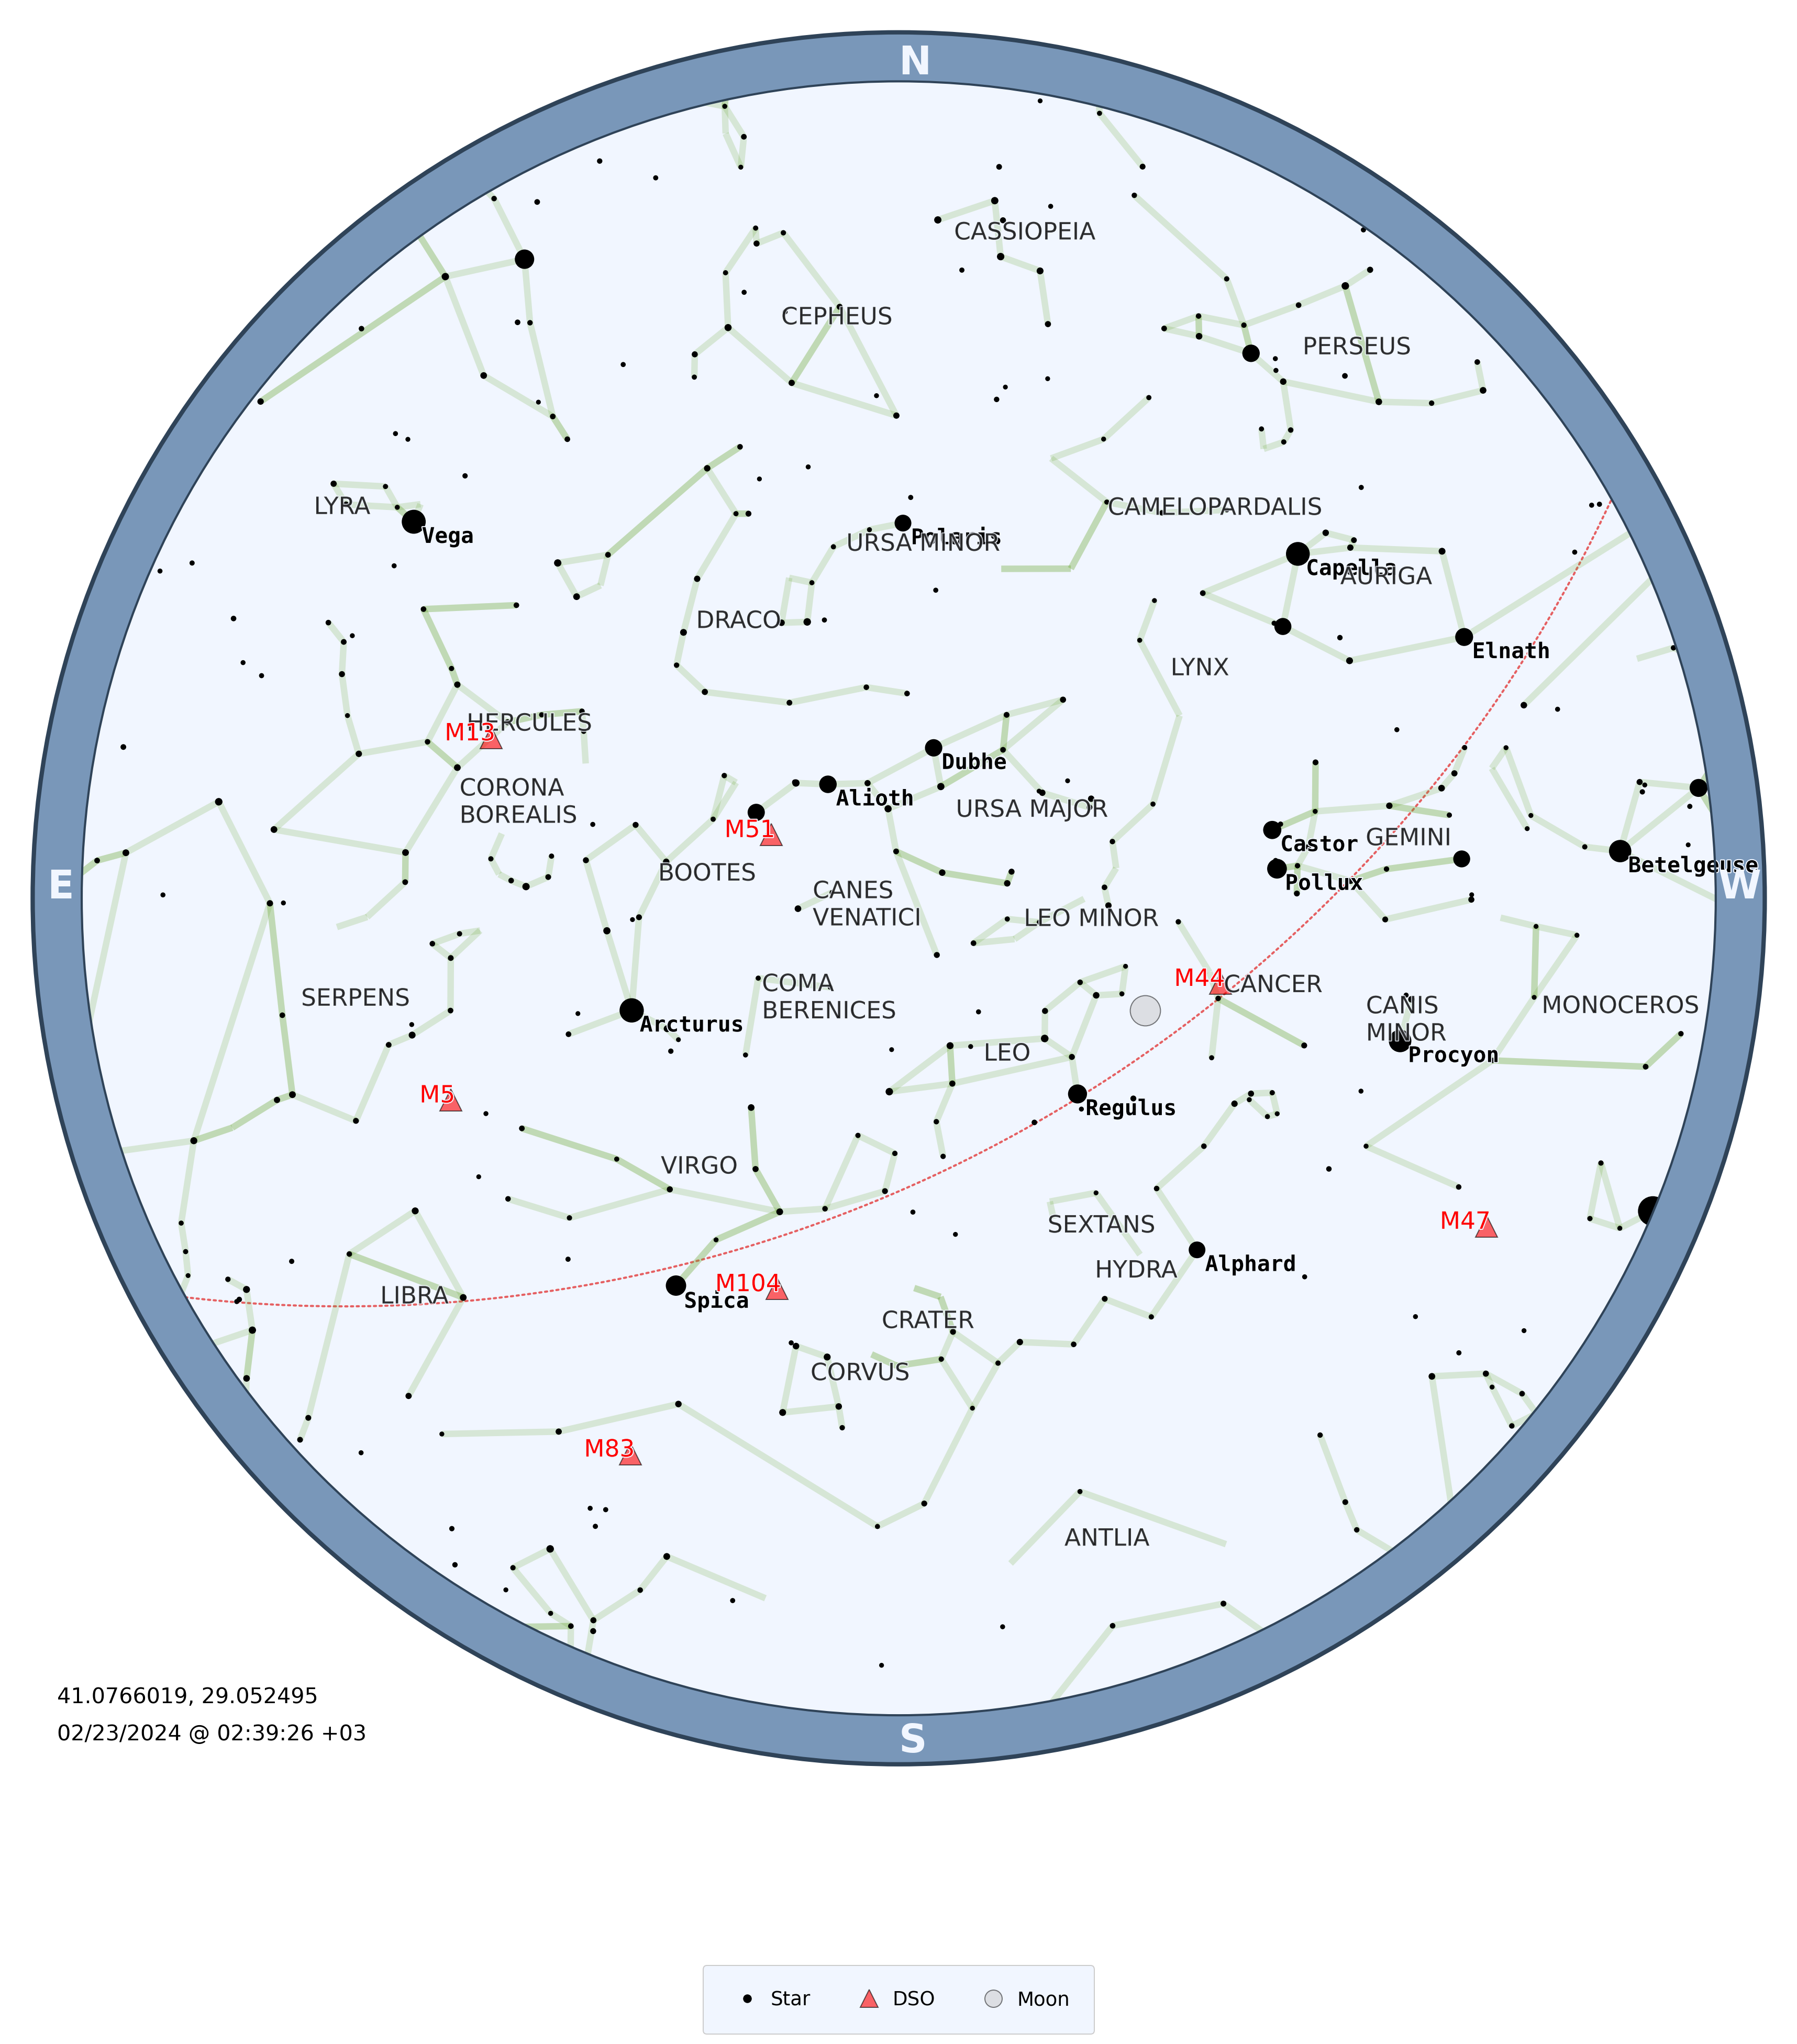 N
CASSIOPEIA
CEPHEUS
PERSEUS
LYRA
Vega
CAMELOPARDALIS
Polaris
URSA MINOR
Capella
AURIGA
DRACO
Elnath
LYNX
HERCULES
M13
Dubhe
CORONA
BOREALIS
Alioth
URSA MAJOR
M51
Castor
GEMINI
Betelgeuse
BOOTES
Pollux
E
W
CANES
VENATICI
LEO MINOR
COMA
BERENICES
M44
CANCER
SERPENS
CANIS
MINOR
MONOCEROS
Arcturus
LEO
Procyon
M5
Regulus
VIRGO
SEXTANS
M47
HYDRA
Alphard
LIBRA
M104
Spica
CRATER
CORVUS
M83
ANTLIA
S
41.0766019, 29.052495
02/23/2024 @ 02:39:26 +03
Star
DSO
Moon